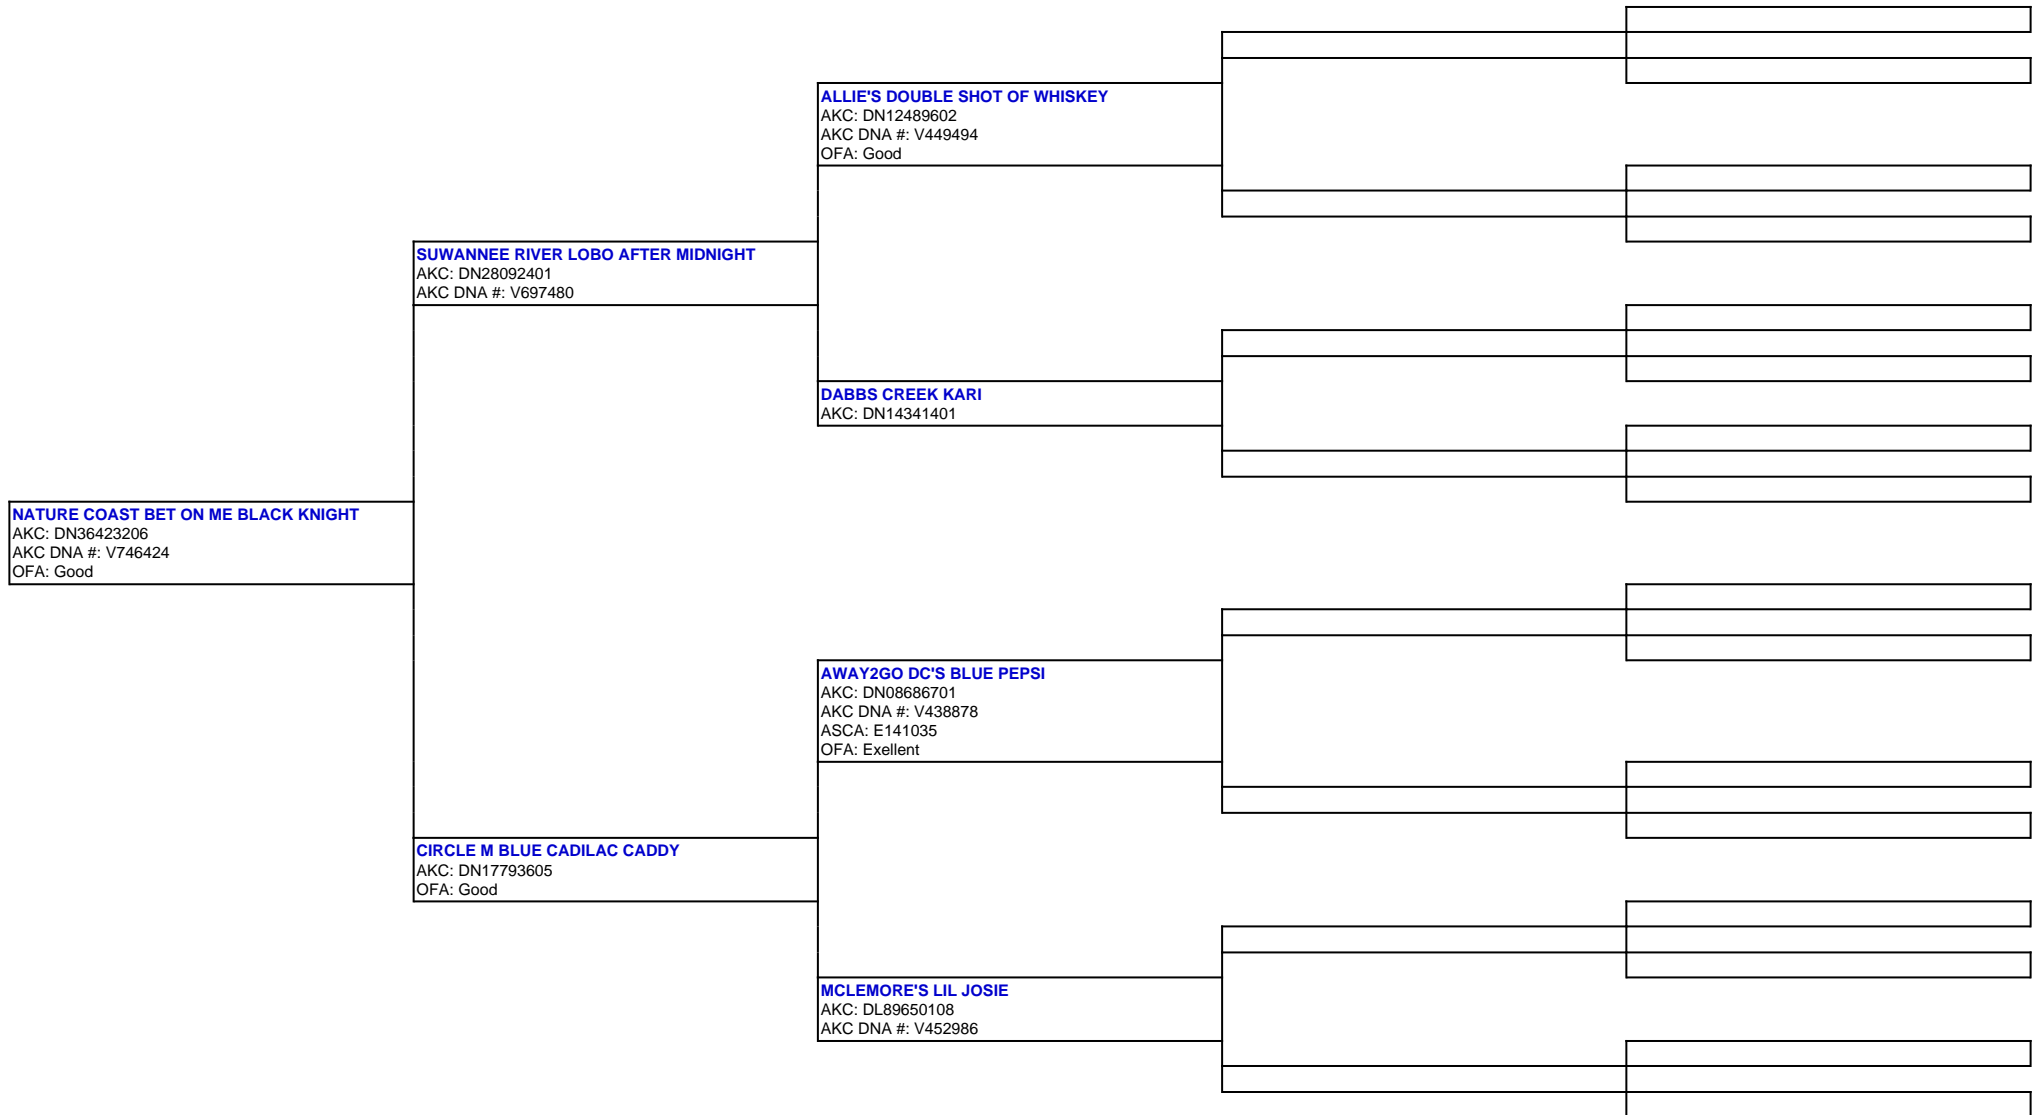 ALLIE'S DOUBLE SHOT OF WHISKEY
AKC: DN12489602
AKC DNA #: V449494
OFA: Good
SUWANNEE RIVER LOBO AFTER MIDNIGHT
AKC: DN28092401
AKC DNA #: V697480
DABBS CREEK KARI
AKC: DN14341401
NATURE COAST BET ON ME BLACK KNIGHT
AKC: DN36423206
AKC DNA #: V746424
OFA: Good
AWAY2GO DC'S BLUE PEPSI
AKC: DN08686701
AKC DNA #: V438878
ASCA: E141035
OFA: Exellent
CIRCLE M BLUE CADILAC CADDY
AKC: DN17793605
OFA: Good
MCLEMORE'S LIL JOSIE
AKC: DL89650108
AKC DNA #: V452986